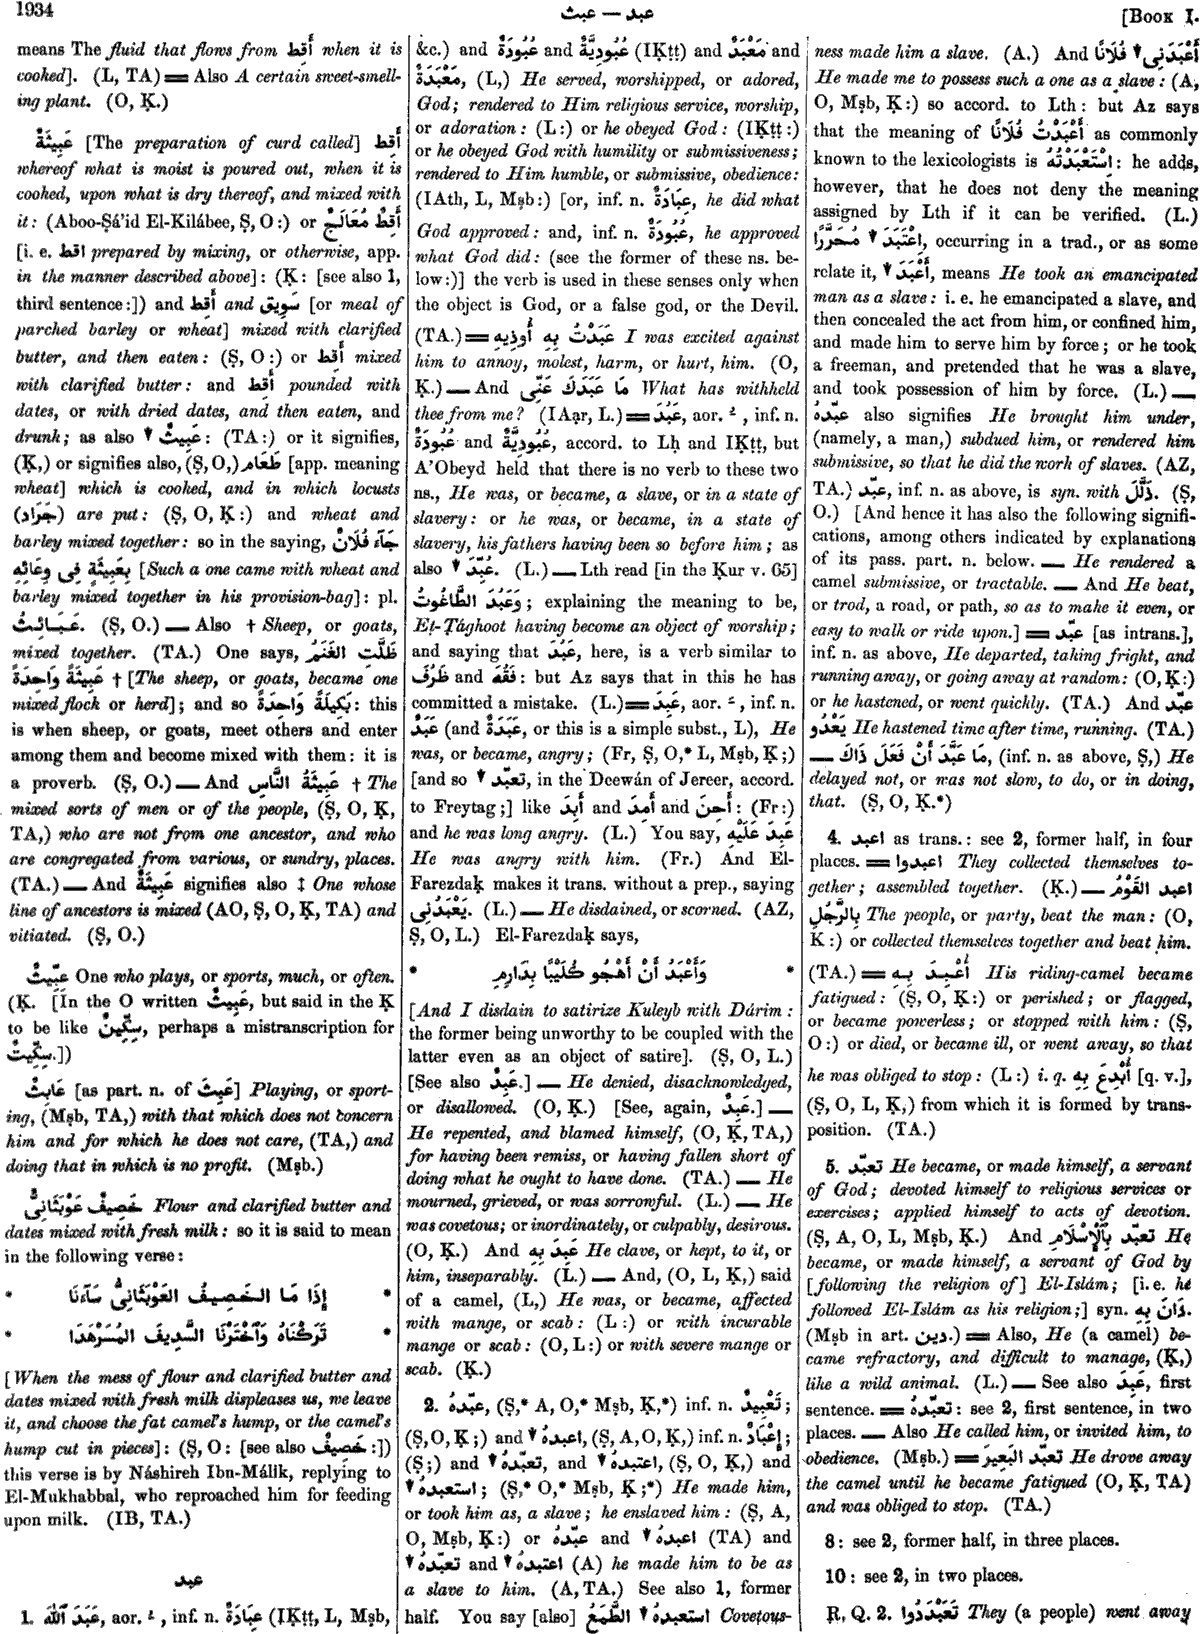 1934
عبد — عبث
[BOOK I.
means The fluid that flows from أَقِط when it is
cooked]. (L, TA) ═ Also A certain sweet-smell-
ing plant. (O, Ḳ.)
عَبِيثَةٌ [The preparation of curd called] أَقِط
whereof what is moist is poured out, when it is
cooked, upon what is dry thereof, and mixed with
it: (Aboo-Ṣá'id El-Kilábee, Ṣ, O:) or أَقِطٌ مُعَالَجٌ
[i. e. اقط prepared by mixing, or otherwise, app.
in the manner described above]: (Ḳ: [see also 1,
third sentence:]) and أَقِط and سَوِيق [or meal of
parched barley or wheat] mixed with clarified
butter, and then eaten: (Ṣ, O:) or أَقِط mixed
with clarified butter: and أَقِط pounded with
dates, or with dried dates, and then eaten, and
drunk; as also ▼ عَبِيثٌ: (TA:) or it signifies,
(Ḳ,) or signifies also, (Ṣ, O,) طَعَام [app. meaning
wheat] which is cooked, and in which locusts
(جَرَاد) are put: (Ṣ, O, Ḳ:) and wheat and
barley mixed together: so in the saying, جَآءَ فُلَانٌ
بِعَبِيثَةٍ فِى وِعَائِهِ [Such a one came with wheat and
barley mixed together in his provision-bag]: pl.
عَبَائِثُ. (Ṣ, O.) — Also † Sheep, or goats,
mixed together. (TA.) One says, ظَلَّتِ الغَنَمُ
عَبِيثَةً وَاحِدَةً † [The sheep, or goats, became one
mixed flock or herd]; and so بَكِيلَةً وَاحِدَةً: this
is when sheep, or goats, meet others and enter
among them and become mixed with them: it is
a proverb. (Ṣ, O.) — And عَبِيثَةُ النَّاسِ † The
mixed sorts of men or of the people, (Ṣ, O, Ḳ,
TA,) who are not from one ancestor, and who
are congregated from various, or sundry, places.
(TA.) — And عَبِيثَةٌ signifies also ‡ One whose
line of ancestors is mixed (AO, Ṣ, O, Ḳ, TA) and
vitiated. (Ṣ, O.)
عِبِّيثٌ One who plays, or sports, much, or often.
(Ḳ. [In the O written عَبِيثٌ, but said in the Ḳ
to be like سِكِّينٌ, perhaps a mistranscription for
سِكِّيتٌ.])
عَابِثٌ [as part. n. of عَبِثَ] Playing, or sport-
ing, (Mṣb, TA,) with that which does not concern
him and for which he does not care, (TA,) and
doing that in which is no profit. (Mṣb.)
خَصِيفٌ عَوْبَثَانِىٌّ Flour and clarified butter and
dates mixed with fresh milk: so it is said to mean
in the following verse:
* إِذَا مَا الخَصِيفُ العَوْبَثَانِىُّ سَآءَنَا *
* تَرَكْنَاهُ وَٱخْتَرْنَا السَّدِيفَ المُسَرْهَدَا *
[When the mess of flour and clarified butter and
dates mixed with fresh milk displeases us, we leave
it, and choose the fat camel's hump, or the camel's
hump cut in pieces]: (Ṣ, O: [see also خَصِيفٌ:])
this verse is by Náshireh Ibn-Málik, replying to
El-Mukhabbal, who reproached him for feeding
upon milk. (IB, TA.)
عبد
1. عَبَدَ ٱللّٰهَ, aor. ـُ, inf. n. عِبَادَةٌ (IḲṭṭ, L, Mṣb,
&c.) and عُبُودَةٌ and عُبُودِيَّةٌ (IḲṭṭ) and مَعْبَدٌ and
مَعْبَدَةٌ, (L,) He served, worshipped, or adored,
God; rendered to Him religious service, worship,
or adoration: (L:) or he obeyed God: (IḲṭṭ:)
or he obeyed God with humility or submissiveness;
rendered to Him humble, or submissive, obedience:
(IAth, L, Mṣb:) [or, inf. n. عِبَادَةٌ, he did what
God approved: and, inf. n. عُبُودَةٌ, he approved
what God did: (see the former of these ns. be-
low:)] the verb is used in these senses only when
the object is God, or a false god, or the Devil.
(TA.) ═ عَبَدْتُ بِهِ أُوذِيهِ I was excited against
him to annoy, molest, harm, or hurt, him. (O,
Ḳ.) — And مَا عَبَدَكَ عَنِّى What has withheld
thee from me? (IAạr, L.) ═ عَبُدَ, aor. ـُ, inf. n.
عُبُودَةٌ and عُبُودِيَّةٌ, accord. to Lḥ and IḲṭṭ, but
A'Obeyd held that there is no verb to these two
ns., He was, or became, a slave, or in a state of
slavery: or he was, or became, in a state of
slavery, his fathers having been so before him; as
also ▼ عُبِّدَ. (L.) — Lth read [in the Ḳur v. 65]
وَعَبُدَ الطَّاغُوتُ; explaining the meaning to be,
Eṭ-Ṭághoot having become an object of worship;
and saying that عَبُدَ, here, is a verb similar to
ظَرُفَ and فَقُهَ: but Az says that in this he has
committed a mistake. (L.) ═ عَبِدَ, aor. ـَ, inf. n.
عَبَدٌ (and عَبَدَةٌ, or this is a simple subst., L), He
was, or became, angry; (Fr, Ṣ, O,* L, Mṣb, Ḳ;)
[and so ▼ تعبّد, in the Deewán of Jereer, accord.
to Freytag;] like أَبِدَ and أَمِدَ and أَحِنَ: (Fr:)
and he was long angry. (L.) You say, عَبِدَ عَلَيْهِ
He was angry with him. (Fr.) And El-
Farezdaḳ makes it trans. without a prep., saying
يَعْبَدُنِى. (L.) — He disdained, or scorned. (AZ,
Ṣ, O, L.) El-Farezdaḳ says,
* وَأَعْبَدُ أَنْ أَهْجُو كُلَيْبًا بِدَارِمِ *
[And I disdain to satirize Kuleyb with Dárim:
the former being unworthy to be coupled with the
latter even as an object of satire]. (Ṣ, O, L.)
[See also عَبِدٌ.] — He denied, disacknowledged,
or disallowed. (O, Ḳ.) [See, again, عَبِدٌ.] —
He repented, and blamed himself, (O, Ḳ, TA,)
for having been remiss, or having fallen short of
doing what he ought to have done. (TA.) — He
mourned, grieved, or was sorrowful. (L.) — He
was covetous; or inordinately, or culpably, desirous.
(O, Ḳ.) And عَبِدَ بِهِ He clave, or kept, to it, or
him, inseparably. (L.) — And, (O, L, Ḳ,) said
of a camel, (L,) He was, or became, affected
with mange, or scab: (L:) or with incurable
mange or scab: (O, L:) or with severe mange or
scab. (Ḳ.)
2. عبّدهُ, (Ṣ,* A, O,* Mṣb, Ḳ,*) inf. n. تَعْبِيدٌ;
(Ṣ, O, Ḳ;) and ▼ اعبدهُ, (Ṣ, A, O, Ḳ,) inf. n. إِعْبَادٌ;
(Ṣ;) and ▼ تعبّدهُ, and ▼ اعتبدهُ, (Ṣ, O, Ḳ,) and
▼ استعبدهُ; (Ṣ,* O,* Mṣb, Ḳ;*) He made him,
or took him as, a slave; he enslaved him: (Ṣ, A,
O, Mṣb, Ḳ:) or عبّدهُ and ▼ اعبدهُ (TA) and
▼ تعبّدهُ and ▼ اعتبدهُ (A) he made him to be as
a slave to him. (A, TA.) See also 1, former
half. You say [also] استعبدهُ ▼ الطَّمَعُ Covetous-
ness made him a slave. (A.) And أَعْبَدَنِى ▼ فُلَانًا
He made me to possess such a one as a slave: (A,
O, Mṣb, Ḳ:) so accord. to Lth: but Az says
that the meaning of أَعْبَدْتُ فُلَانًا as commonly
known to the lexicologists is اِسْتَعْبَدْتُهُ: he adds,
however, that he does not deny the meaning
assigned by Lth if it can be verified. (L.)
اِعْتَبَدَ ▼ مُحَرَّرًا, occurring in a trad., or as some
relate it, ▼ أَعْبَدَ, means He took an emancipated
man as a slave: i. e. he emancipated a slave, and
then concealed the act from him, or confined him,
and made him to serve him by force; or he took
a freeman, and pretended that he was a slave,
and took possession of him by force. (L.) —
عبّدهُ also signifies He brought him under,
(namely, a man,) subdued him, or rendered him
submissive, so that he did the work of slaves. (AZ,
TA.) عبّد, inf. n. as above, is syn. with ذَلَّلَ. (Ṣ,
O.) [And hence it has also the following signifi-
cations, among others indicated by explanations
of its pass. part. n. below. — He rendered a
camel submissive, or tractable. — And He beat,
or trod, a road, or path, so as to make it even, or
easy to walk or ride upon.] ═ عبّد [as intrans.],
inf. n. as above, He departed, taking fright, and
running away, or going away at random: (O, Ḳ:)
or he hastened, or went quickly. (TA.) And عبّد
يَعْدُو He hastened time after time, running. (TA.)
— مَا عَبَّدَ أَنْ فَعَلَ ذَاكَ, (inf. n. as above, Ṣ,) He
delayed not, or was not slow, to do, or in doing,
that. (Ṣ, O, Ḳ.*)
4. اعبد as trans.: see 2, former half, in four
places. ═ اعبدوا They collected themselves to-
gether; assembled together. (Ḳ.) — اعبد القَوْمُ
بِالرَّجُلِ The people, or party, beat the man: (O,
Ḳ:) or collected themselves together and beat him.
(TA.) ═ أُعْبِدَ بِهِ His riding-camel became
fatigued: (Ṣ, O, Ḳ:) or perished; or flagged,
or became powerless; or stopped with him: (Ṣ,
O:) or died, or became ill, or went away, so that
he was obliged to stop: (L:) i. q. أُبْدِعَ بِهِ [q. v.],
(Ṣ, O, L, Ḳ,) from which it is formed by trans-
position. (TA.)
5. تعبّد He became, or made himself, a servant
of God; devoted himself to religious services or
exercises; applied himself to acts of devotion.
(Ṣ, A, O, L, Mṣb, Ḳ.) And تعبّد بِٱلْإِسْلَامِ He
became, or made himself, a servant of God by
[following the religion of] El-Islám; [i. e. he
followed El-Islám as his religion;] syn. دَانَ بِهِ.
(Mṣb in art. دين.) ═ Also, He (a camel) be-
came refractory, and difficult to manage, (Ḳ,)
like a wild animal. (L.) — See also عَبِدَ, first
sentence. ═ تعبّدهُ: see 2, first sentence, in two
places. — Also He called him, or invited him, to
obedience. (Mṣb.) ═ تعبّد البَعِيرَ He drove away
the camel until he became fatigued (O, Ḳ, TA)
and was obliged to stop. (TA.)
8: see 2, former half, in three places.
10: see 2, in two places.
R. Q. 2. تَعَبْدَدُوا They (a people) went away